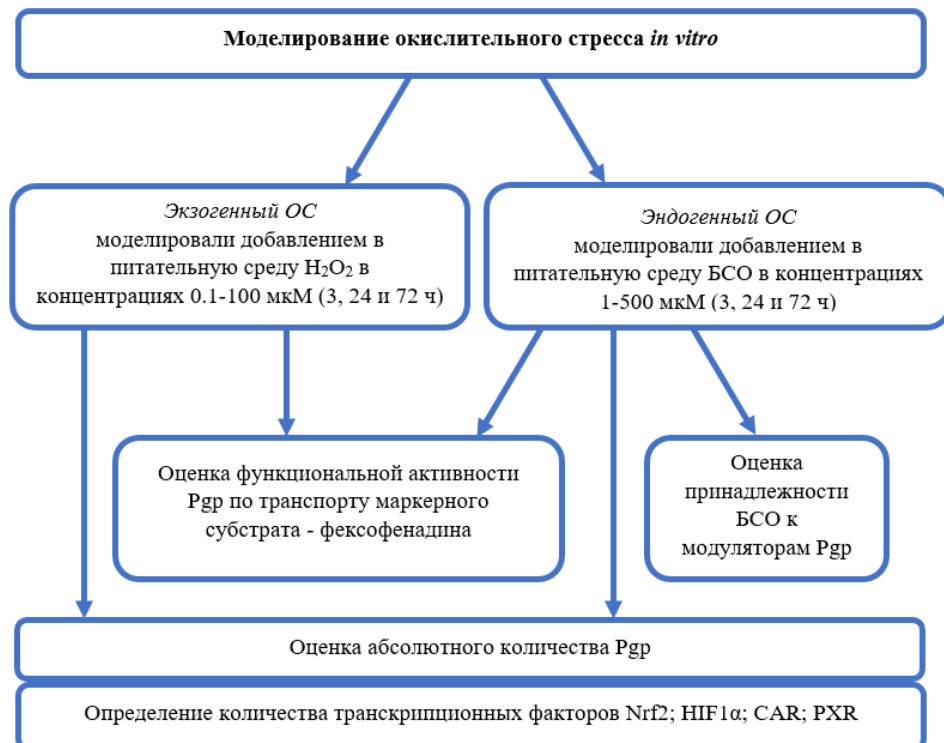 Моделирование окислительного стресса in vitro
Экзогенный ОС
моделировали добавлением в
питательную среду H₂O₂ в
концентрациях 0.1-100 мкМ (3, 24 и 72 ч)
Эндогенный ОС
моделировали добавлением в
питательную среду БСО в концентрациях
1-500 мкМ (3, 24 и 72 ч)
Оценка функциональной активности
Pgp по транспорту маркерного
субстрата - фексофенадина
Оценка
принадлежности
БСО к
модуляторам Pgp
Оценка абсолютного количества Pgp
Определение количества транскрипционных факторов Nrf2; HIF1α; CAR; PXR